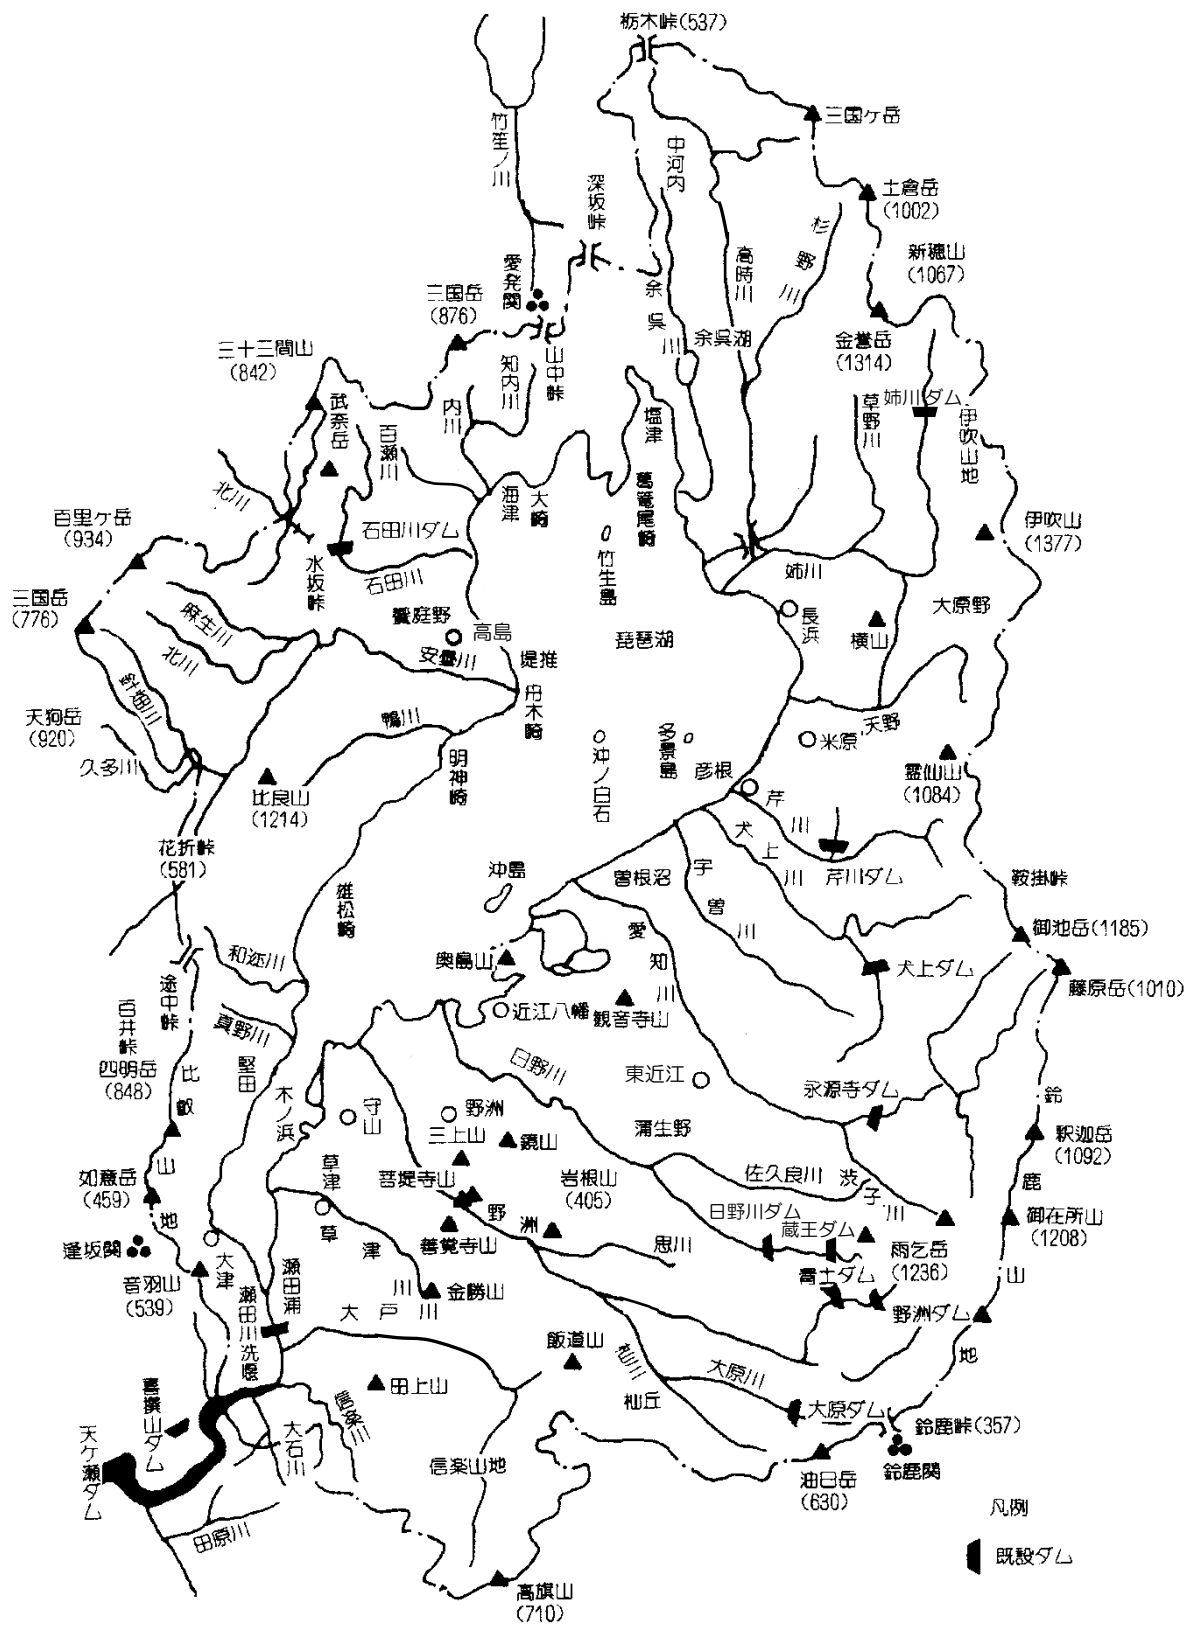 栃木峠(537)
三国ケ岳
竹笙ノ川
中河内
深坂峠
土倉岳
(1002)
杉野川
高時川
新穂山
(1067)
愛発関
余呉川
三国岳
(876)
余呉湖
金誉岳
(1314)
三十三間山
(842)
知内川
山中峠
武奈岳
内川
百瀬川
塩津
草野川
姉川ダム
伊吹山地
北川
海津
大崎
葛篭尾崎
百里ケ岳
(934)
石田川ダム
伊吹山
(1377)
水坂峠
石田川
竹生島
姉川
三国岳
(776)
麻生川
饗庭野
高島
長浜
横山
大原野
北川
安曇川
堤推
琵琶湖
針畑川
舟木崎
天狗岳
(920)
鴨川
久多川
明神崎
沖ノ白石
多景島
米原
天野
彦根
霊仙山
(1084)
比良山
(1214)
芹川
犬上川
花折峠
(581)
沖島
曽根沼
宇曽川
芹川ダム
鞍掛峠
雄松崎
愛知川
御池岳(1185)
和迩川
奥島山
犬上ダム
藤原岳(1010)
途中峠
近江八幡
観音寺山
百井峠
真野川
四明岳
(848)
堅田
比叡山地
木ノ浜
日野川
東近江
永源寺ダム
鈴鹿山地
守山
野洲
蒲生野
三上山
鏡山
釈迦岳
(1092)
如意岳
(459)
草津
菩提寺山
岩根山
(405)
佐久良川
渋子川
野洲川
日野川ダム
蔵王ダム
御在所山
(1208)
逢坂関
大津
草津川
善覚寺山
思川
雨乞岳
(1236)
音羽山
(539)
瀬田浦
金勝山
青土ダム
野洲ダム
瀬田川洗堰
大戸川
飯道山
杣川
大原川
喜撰山ダム
田上山
杣丘
大原ダム
鈴鹿峠(357)
天ケ瀬ダム
大石川
信楽川
信楽山地
鈴鹿関
油日岳
(630)
田原川
凡例
既設ダム
高旗山
(710)